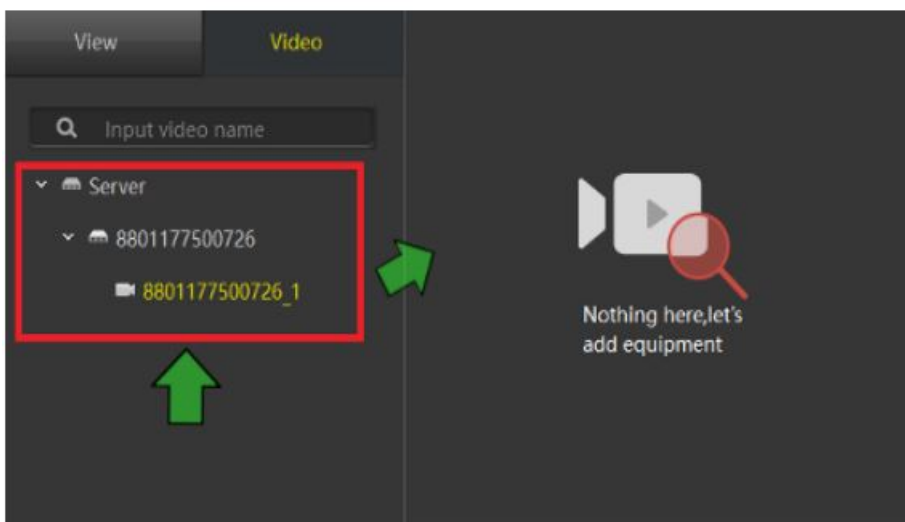 View
Video
Input video name
Server
8801177500726
8801177500726_1
Nothing here,let's
add equipment